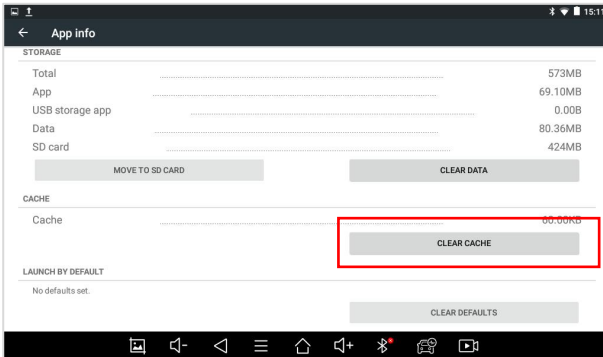 15:11
App info
STORAGE
Total 573MB
App 69.10MB
USB storage app 0.00B
Data 80.36MB
SD card 424MB
MOVE TO SD CARD CLEAR DATA
CACHE
Cache 60.00KB
CLEAR CACHE
LAUNCH BY DEFAULT
No defaults set.
CLEAR DEFAULTS